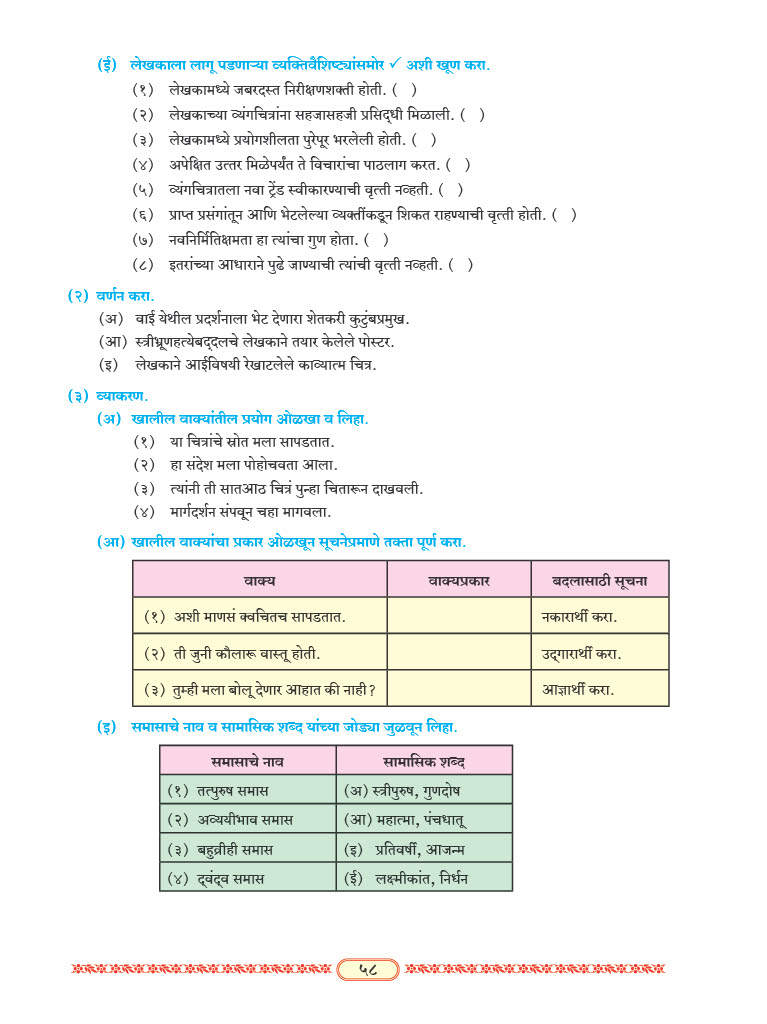 (ई) लेखकाला लागू पडणाऱ्या व्यक्तिवैशिष्ट्यांसमोर ✓ अशी खूण करा.
(१) लेखकामध्ये जबरदस्त निरीक्षणशक्ती होती. ( )
(२) लेखकाच्या व्यंगचित्रांना सहजासहजी प्रसिद्धी मिळाली. ( )
(३) लेखकामध्ये प्रयोगशीलता पुरेपूर भरलेली होती. ( )
(४) अपेक्षित उत्तर मिळेपर्यंत ते विचारांचा पाठलाग करत. ( )
(५) व्यंगचित्रातला नवा ट्रेंड स्वीकारण्याची वृत्ती नव्हती. ( )
(६) प्राप्त प्रसंगांतून आणि भेटलेल्या व्यक्तींकडून शिकत राहण्याची वृत्ती होती. ( )
(७) नवनिर्मितिक्षमता हा त्यांचा गुण होता. ( )
(८) इतरांच्या आधाराने पुढे जाण्याची त्यांची वृत्ती नव्हती. ( )
(२) वर्णन करा.
(अ) वाई येथील प्रदर्शनाला भेट देणारा शेतकरी कुटुंबप्रमुख.
(आ) स्त्रीभ्रूणहत्येबद्दलचे लेखकाने तयार केलेले पोस्टर.
(इ) लेखकाने आईविषयी रेखाटलेले काव्यात्म चित्र.
(३) व्याकरण.
(अ) खालील वाक्यांतील प्रयोग ओळखा व लिहा.
(१) या चित्रांचे स्रोत मला सापडतात.
(२) हा संदेश मला पोहोचवता आला.
(३) त्यांनी ती सातआठ चित्रं पुन्हा चितारून दाखवली.
(४) मार्गदर्शन संपवून चहा मागवला.
(आ) खालील वाक्यांचा प्रकार ओळखून सूचनेप्रमाणे तक्ता पूर्ण करा.
वाक्य वाक्यप्रकार बदलासाठी सूचना
(१) अशी माणसं क्वचितच सापडतात. नकारार्थी करा.
(२) ती जुनी कौलारू वास्तू होती. उद्गारार्थी करा.
(३) तुम्ही मला बोलू देणार आहात की नाही? आज्ञार्थी करा.
(इ) समासाचे नाव व सामासिक शब्द यांच्या जोड्या जुळवून लिहा.
समासाचे नाव सामासिक शब्द
(१) तत्पुरुष समास (अ) स्त्रीपुरुष, गुणदोष
(२) अव्ययीभाव समास (आ) महात्मा, पंचधातू
(३) बहुव्रीही समास (इ) प्रतिवर्षी, आजन्म
(४) द्वंद्व समास (ई) लक्ष्मीकांत, निर्धन
५८